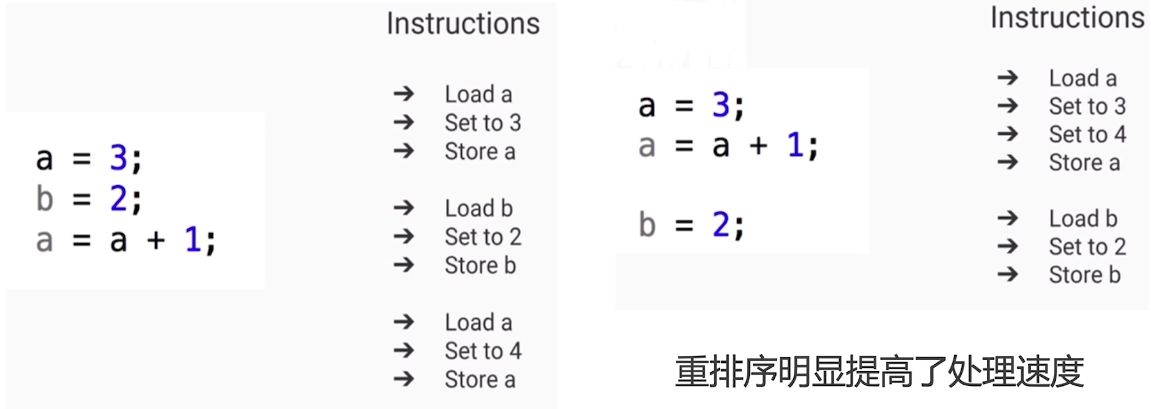 Instructions
➔ Load a
➔ Set to 3
➔ Store a
➔ Load b
➔ Set to 2
➔ Store b
➔ Load a
➔ Set to 4
➔ Store a
a = 3;
b = 2;
a = a + 1;
Instructions
➔ Load a
➔ Set to 3
➔ Set to 4
➔ Store a
➔ Load b
➔ Set to 2
➔ Store b
a = 3;
a = a + 1;
b = 2;
重排序明显提高了处理速度